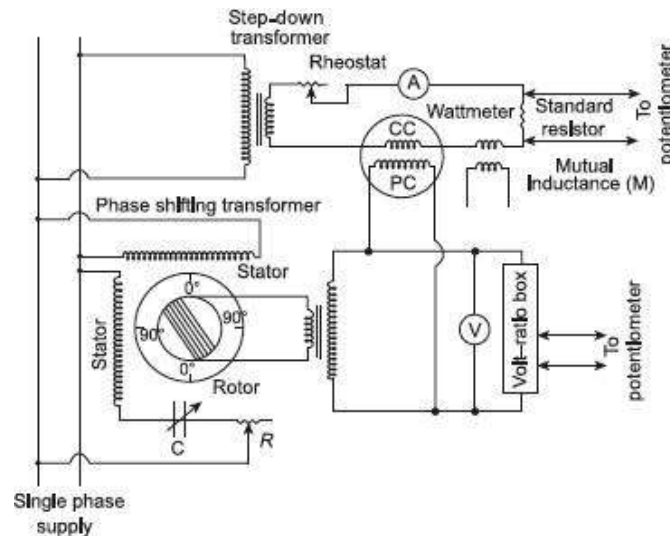 Step-down
transformer
Rheostat
A
Wattmeter
Standard
resistor
To
potentiometer
CC
PC
Mutual
Inductance (M)
Phase shifting transformer
Stator
0°
90°
90°
0°
Stator
Rotor
V
Volt-ratio box
To
potentiometer
C
R
Single phase
supply